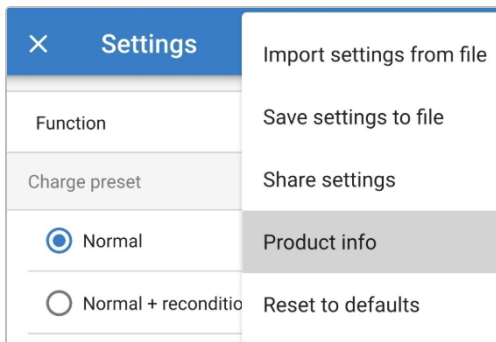 Settings
Function
Charge preset
Normal
Normal + reconditio
Import settings from file
Save settings to file
Share settings
Product info
Reset to defaults